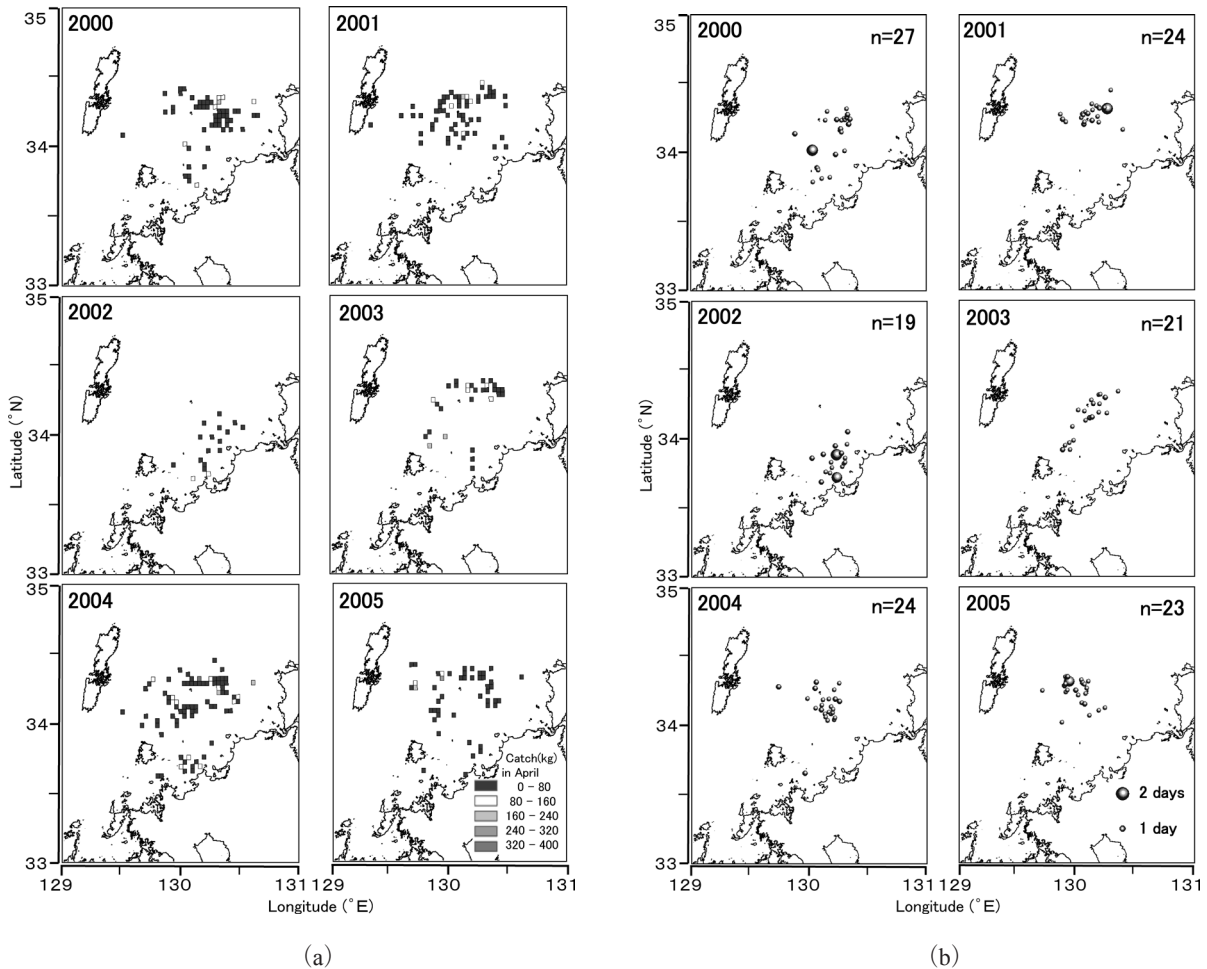 35
34
33
Latitude (°N)
2000
2001
2002
2003
35
34
33
2004
2005
35
34
33
Catch(kg)
in April
0 - 80
80 - 160
160 - 240
240 - 320
320 - 400
129
130
131
129
130
131
Longitude (°E)
(a)
35
34
33
Latitude (°N)
2000
n=27
2001
n=24
2002
n=19
2003
n=21
35
34
33
2004
n=24
2005
n=23
35
34
33
2 days
1 day
129
130
131
129
130
131
Longitude (°E)
(b)